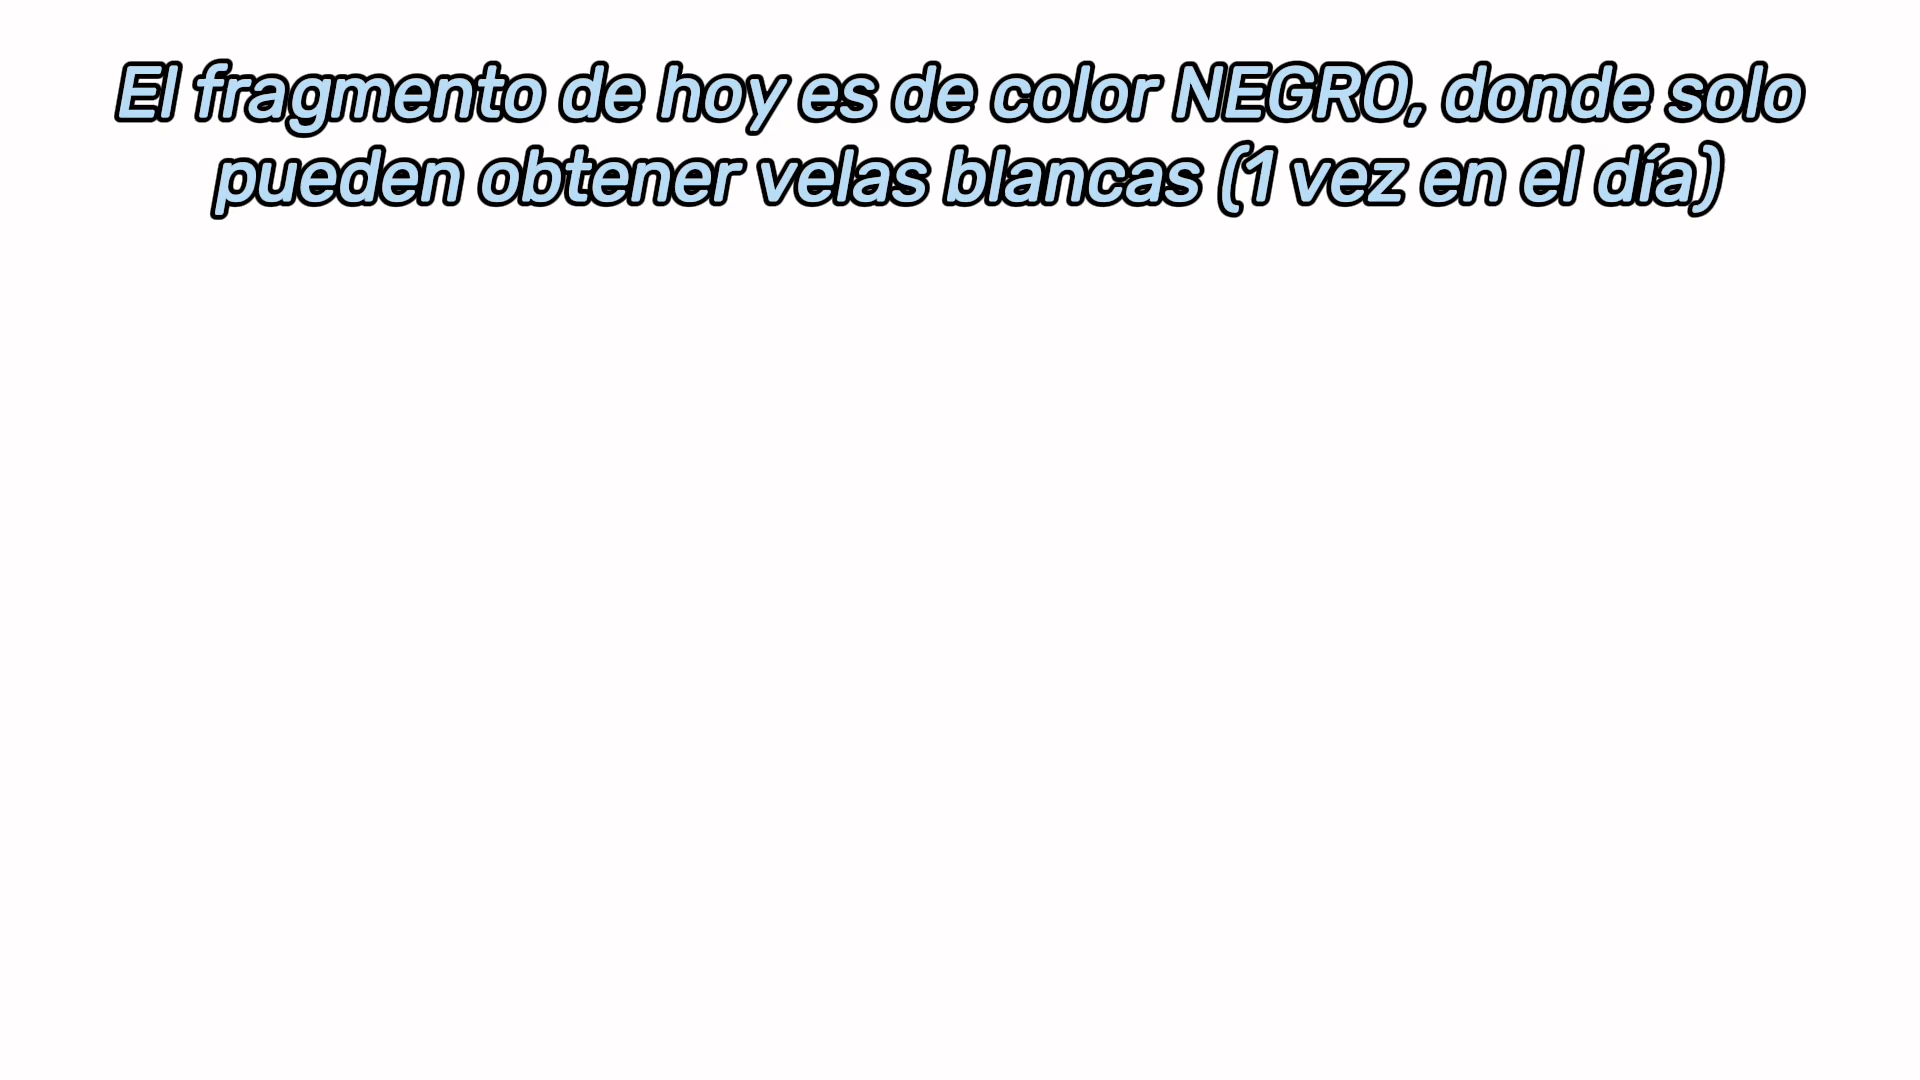 El fragmento de hoy es de color NEGRO, donde solo
pueden obtener velas blancas (1 vez en el día)